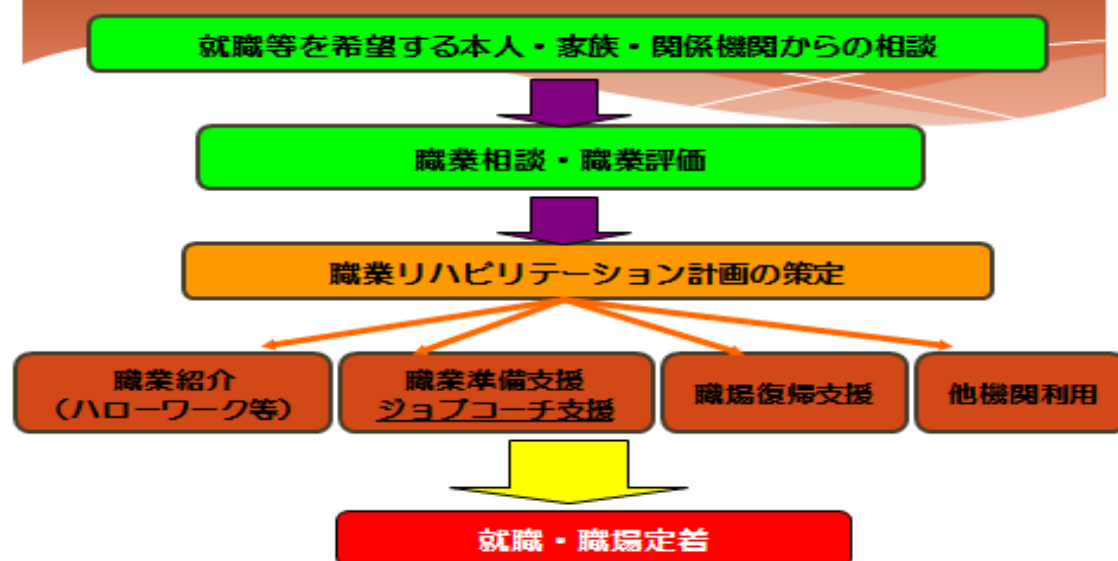 就職等を希望する本人・家族・関係機関からの相談
職業相談・職業評価
職業リハビリテーション計画の策定
職業紹介
（ハローワーク等）
職業準備支援
ジョブコーチ支援
職場復帰支援
他機関利用
就職・職場定着